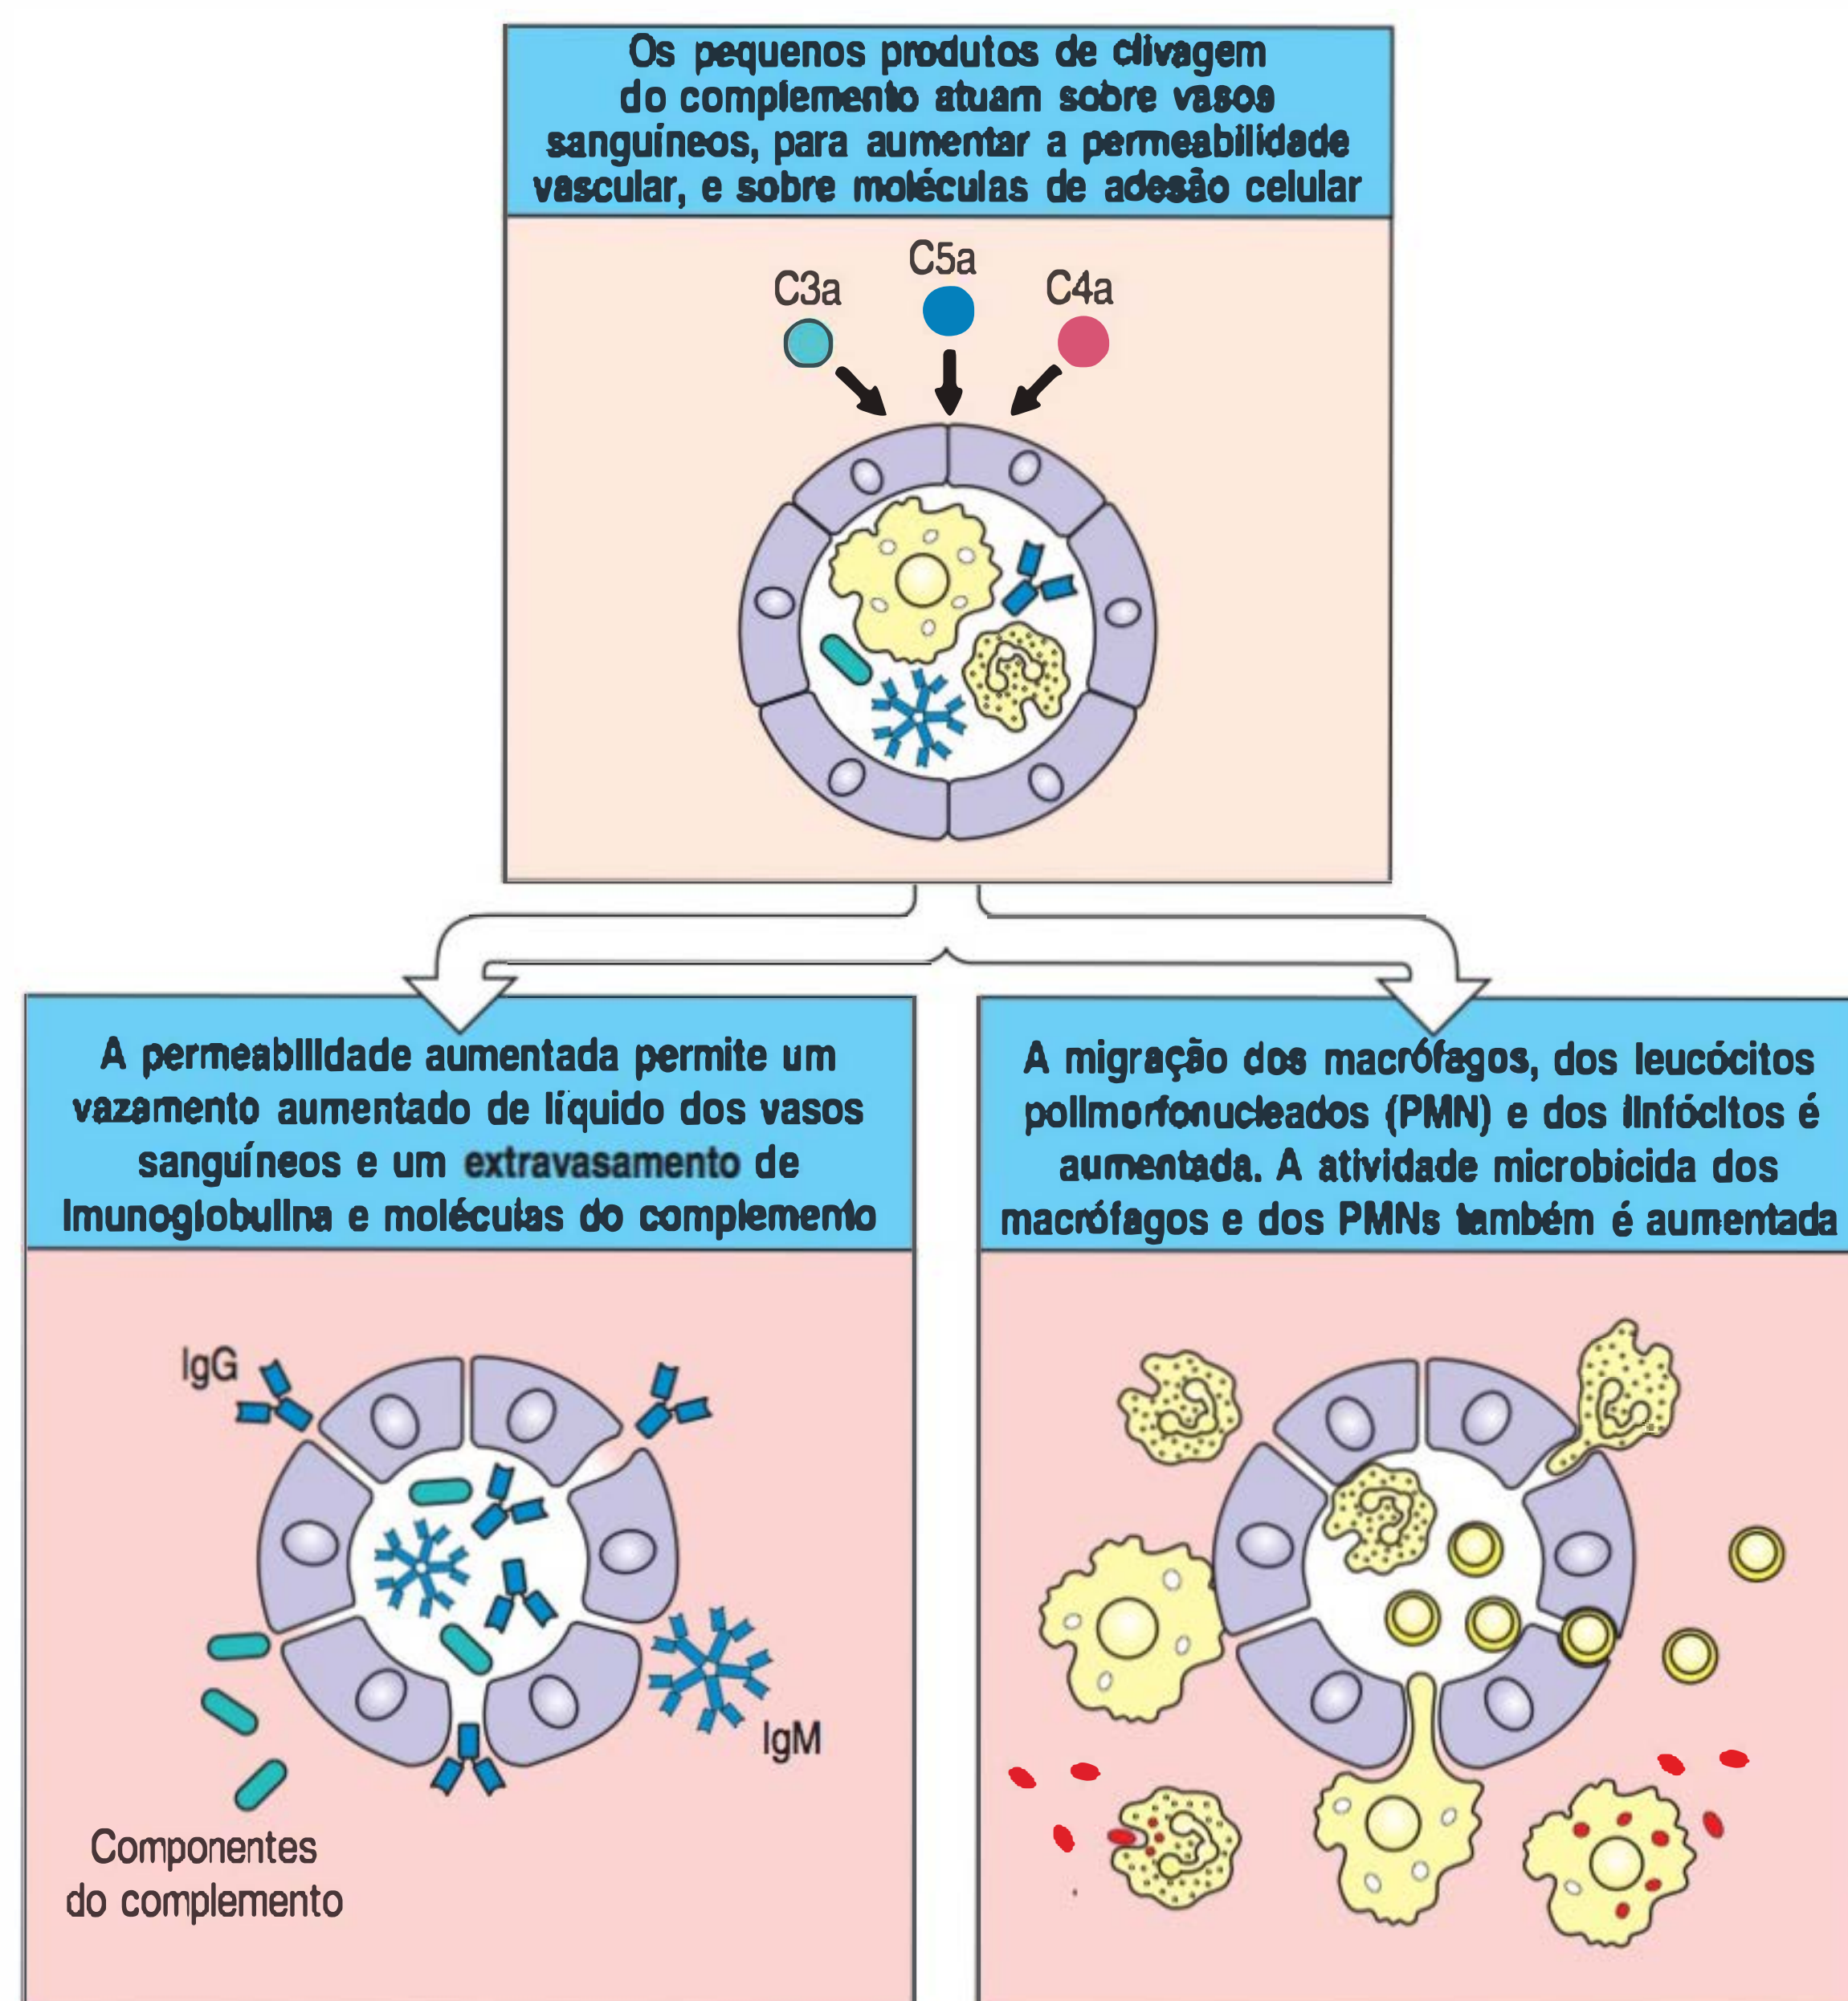 Os pequenos produtos de clivagem
do complemento atuam sobre vasos
sanguíneos, para aumentar a permeabilidade
vascular, e sobre moléculas de adesão celular
C3a
C5a
C4a
A permeabilidade aumentada permite um
vazamento aumentado de líquido dos vasos
sanguíneos e um extravasamento de
imunoglobulina e moléculas do complemento
A migração dos macrófagos, dos leucócitos
polimorfonucleados (PMN) e dos linfócitos é
aumentada. A atividade microbicida dos
macrófagos e dos PMNs também é aumentada
IgG
IgM
Componentes
do complemento